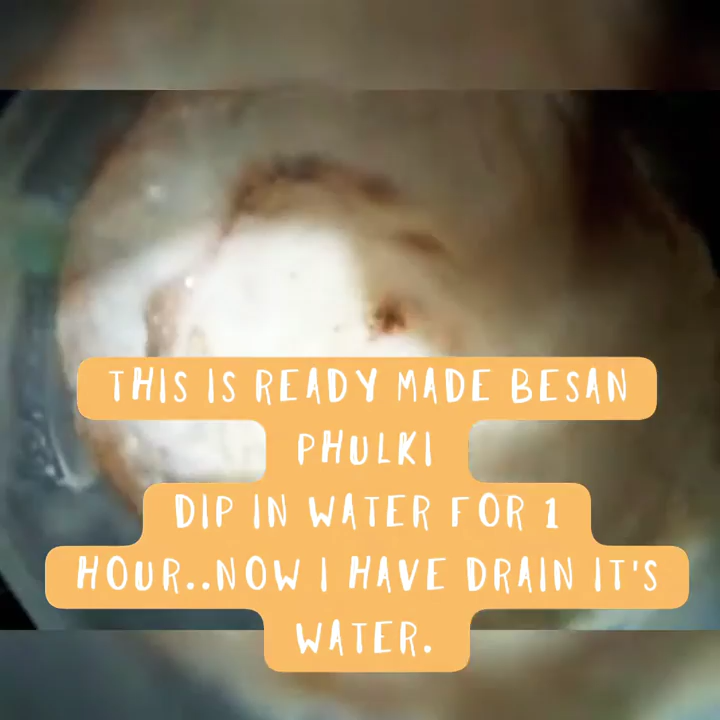 THIS IS READY MADE BESAN
PHULKI
DIP IN WATER FOR 1
HOUR..NOW I HAVE DRAIN IT'S
WATER.